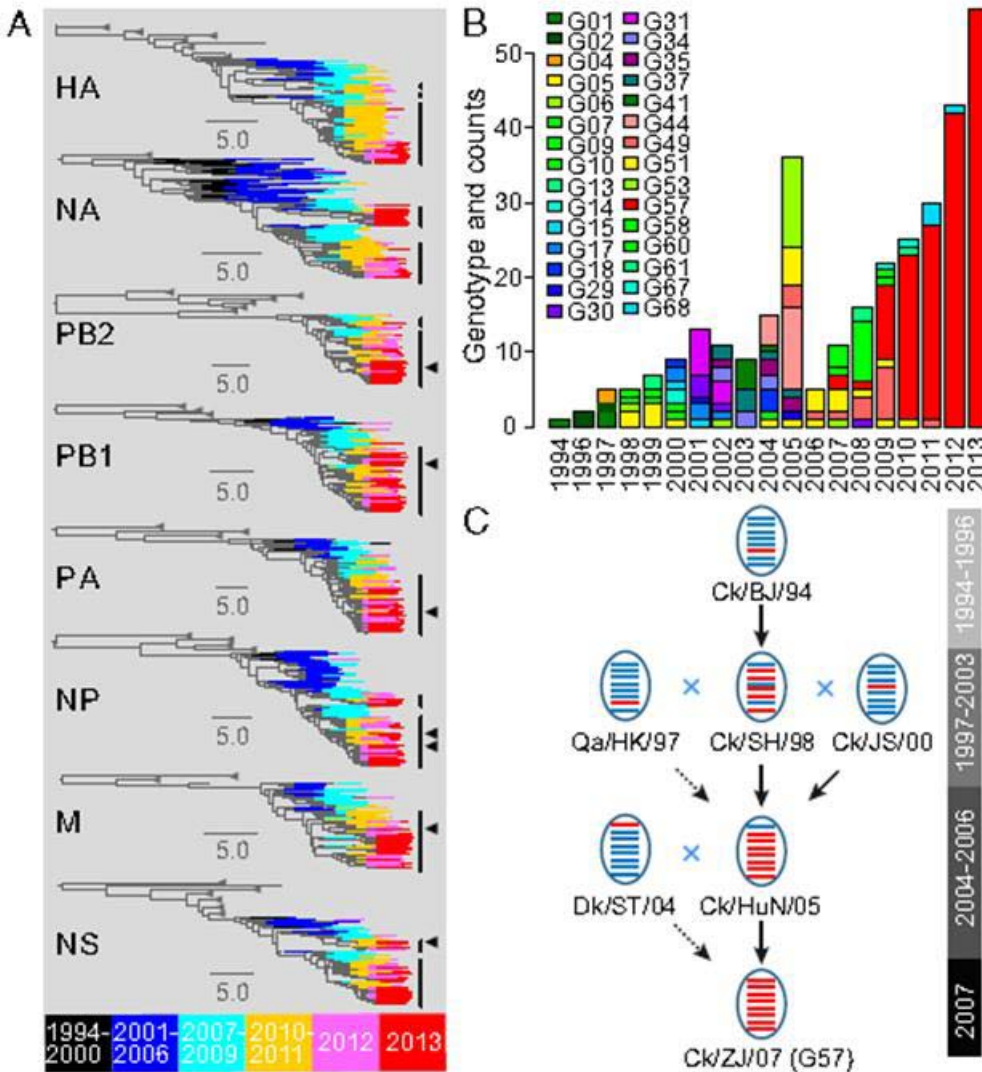 A
HA
5.0
NA
5.0
PB2
5.0
PB1
5.0
PA
5.0
NP
5.0
M
5.0
NS
5.0
1994-2000
2001-2006
2007-2009
2010-2011
2012
2013
B
Genotype and counts
50
40
30
20
10
0
G01
G02
G04
G05
G06
G07
G09
G10
G13
G14
G15
G17
G18
G29
G30
G31
G34
G35
G37
G41
G44
G49
G51
G53
G57
G58
G60
G61
G67
G68
1994
1996
1997
1998
1999
2000
2001
2002
2003
2004
2005
2006
2007
2008
2009
2010
2011
2012
2013
C
Ck/BJ/94
Qa/HK/97 × Ck/SH/98 × Ck/JS/00
Dk/ST/04 × Ck/HuN/05
Ck/ZJ/07 (G57}
1994-1996
1997-2003
2004-2006
2007